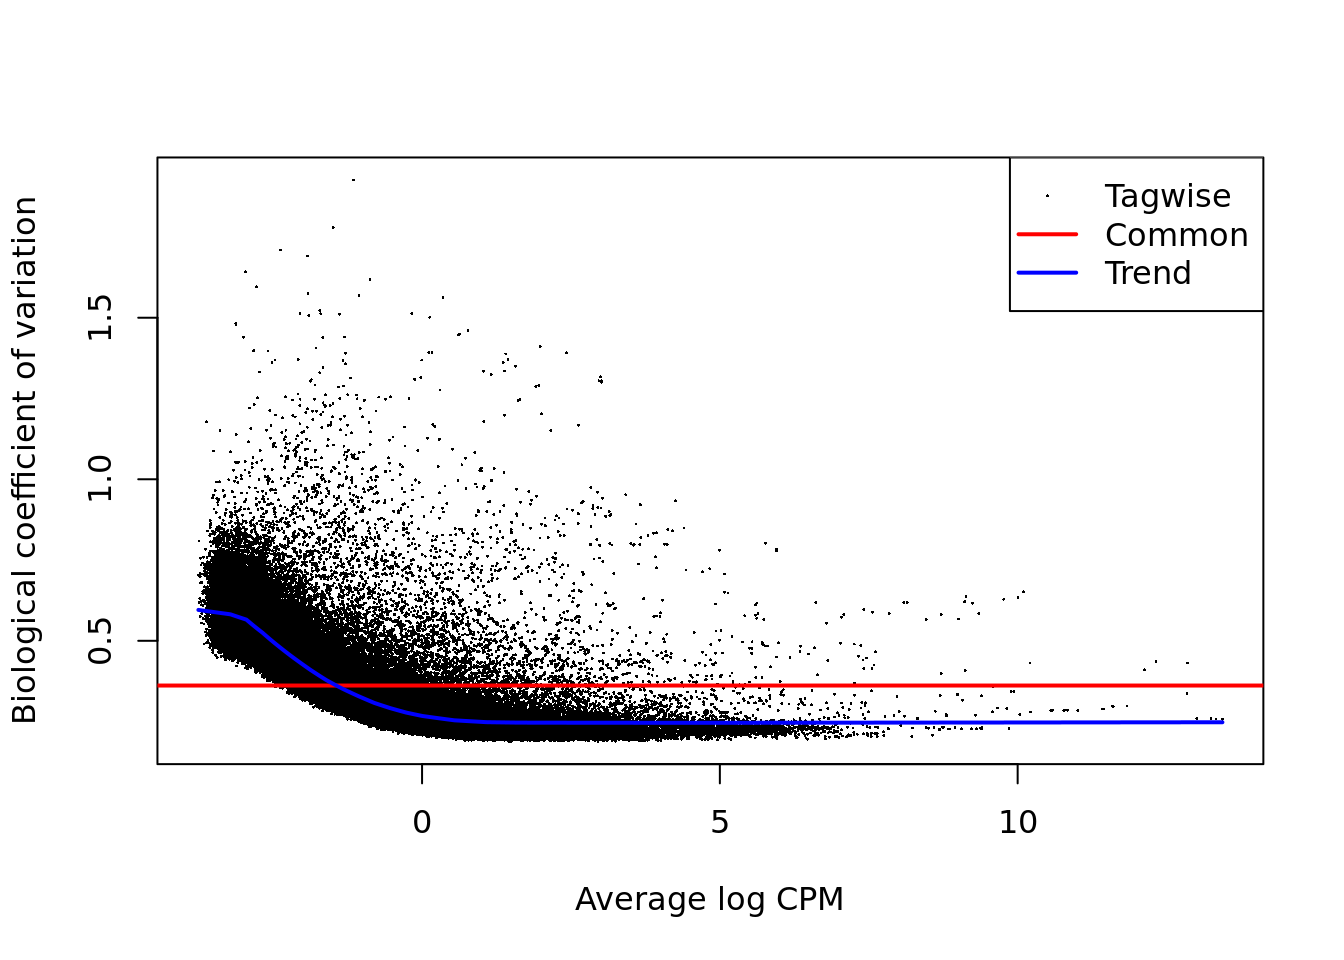 Tagwise
Common
Trend
Biological coefficient of variation
1.5
1.0
0.5
0
5
10
Average log CPM